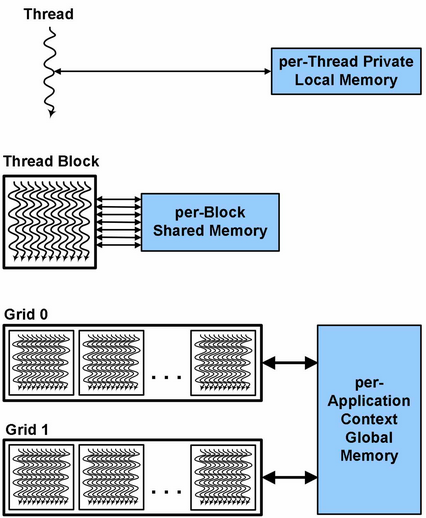 Thread
per-Thread Private
Local Memory
Thread Block
per-Block
Shared Memory
Grid 0
. . .
per-
Application
Context
Global
Memory
Grid 1
. . .